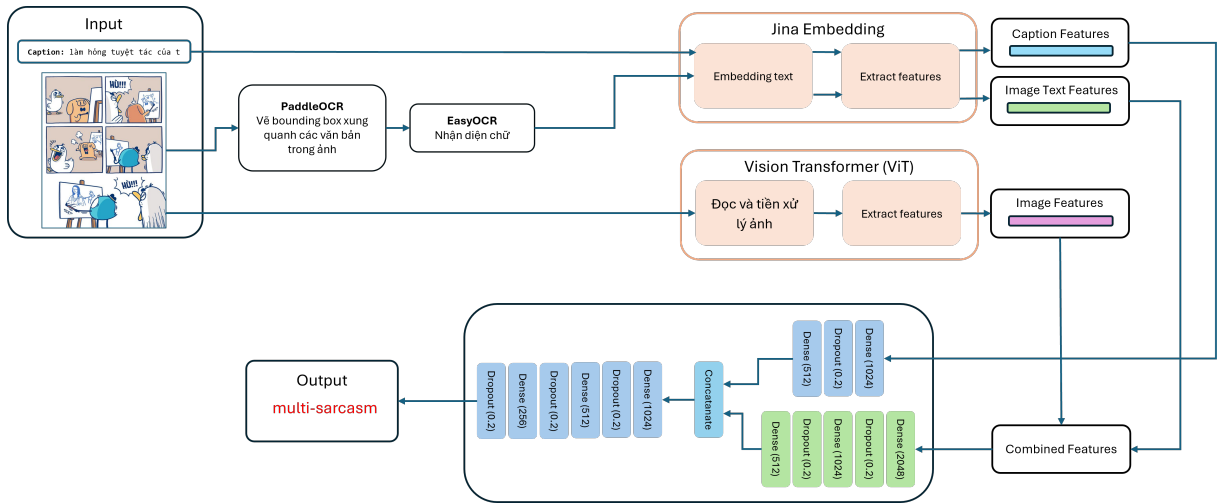 Input
Caption: làm hỏng tuyệt tác của t
HỪ!!!
HỪ!!!
PaddleOCR
Vẽ bounding box xung
quanh các văn bản
trong ảnh
EasyOCR
Nhận diện chữ
Jina Embedding
Embedding text
Extract features
Caption Features
Image Text Features
Vision Transformer (ViT)
Đọc và tiền xử
lý ảnh
Extract features
Image Features
Combined Features
Dense (512)
Dropout (0.2)
Dense (1024)
Dense (512)
Dropout (0.2)
Dense (1024)
Dropout (0.2)
Dense (2048)
Concatanate
Dropout (0.2)
Dense (256)
Dropout (0.2)
Dense (512)
Dropout (0.2)
Dense (1024)
Output
multi-sarcasm